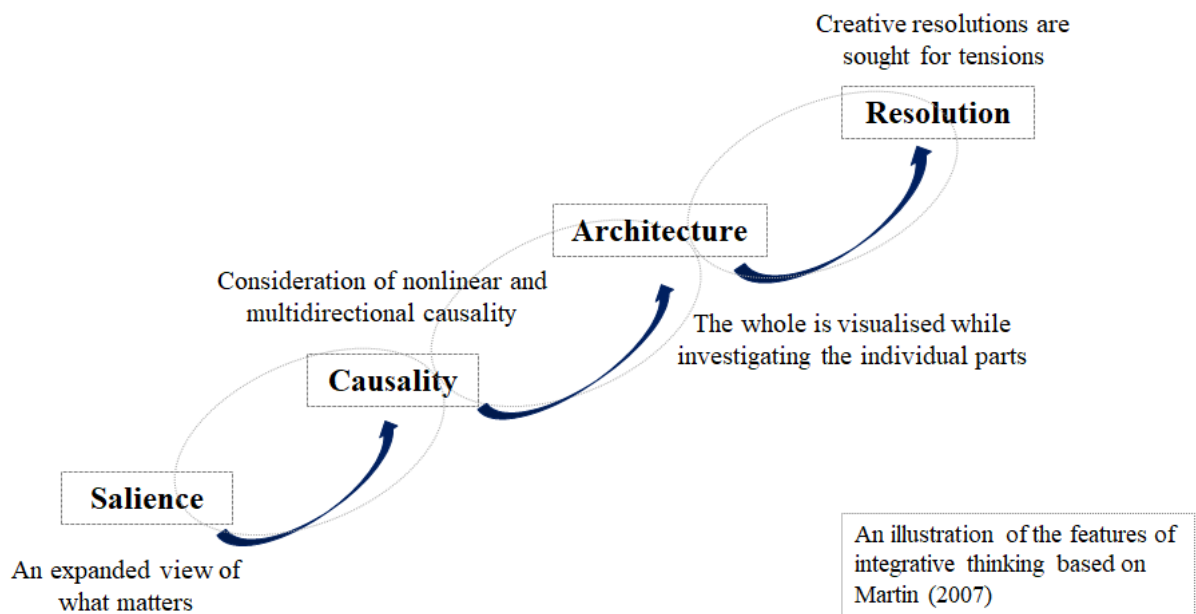 Creative resolutions are
sought for tensions
Resolution
Architecture
Consideration of nonlinear and
multidirectional causality
The whole is visualised while
investigating the individual parts
Causality
Salience
An expanded view of
what matters
An illustration of the features of
integrative thinking based on
Martin (2007)